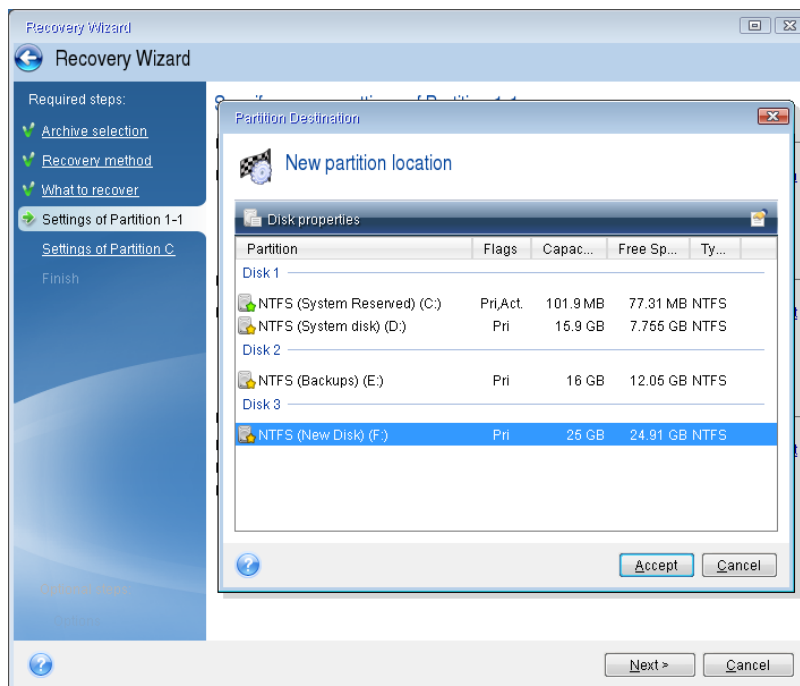 Recovery Wizard
Recovery Wizard
Required steps:
Archive selection
Recovery method
What to recover
Settings of Partition 1-1
Settings of Partition C
Finish
Partition Destination
New partition location
Disk properties
Partition Flags Capac... Free Sp... Ty...
Disk 1
NTFS (System Reserved) (C:) Pri,Act. 101.9 MB 77.31 MB NTFS
NTFS (System disk) (D:) Pri 15.9 GB 7.755 GB NTFS
Disk 2
NTFS (Backups) (E:) Pri 16 GB 12.05 GB NTFS
Disk 3
NTFS (New Disk) (F:) Pri 25 GB 24.91 GB NTFS
Accept Cancel
Next > Cancel